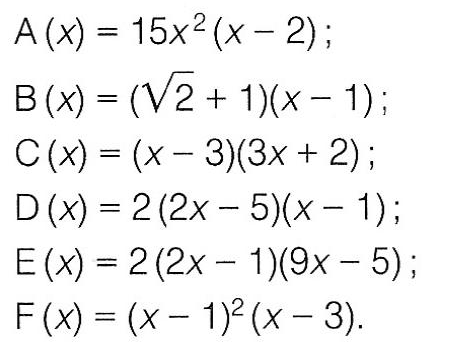 A(x) = 15x²(x − 2);
B(x) = (√2 + 1)(x − 1);
C(x) = (x − 3)(3x + 2);
D(x) = 2(2x − 5)(x − 1);
E(x) = 2(2x − 1)(9x − 5);
F(x) = (x − 1)²(x − 3).